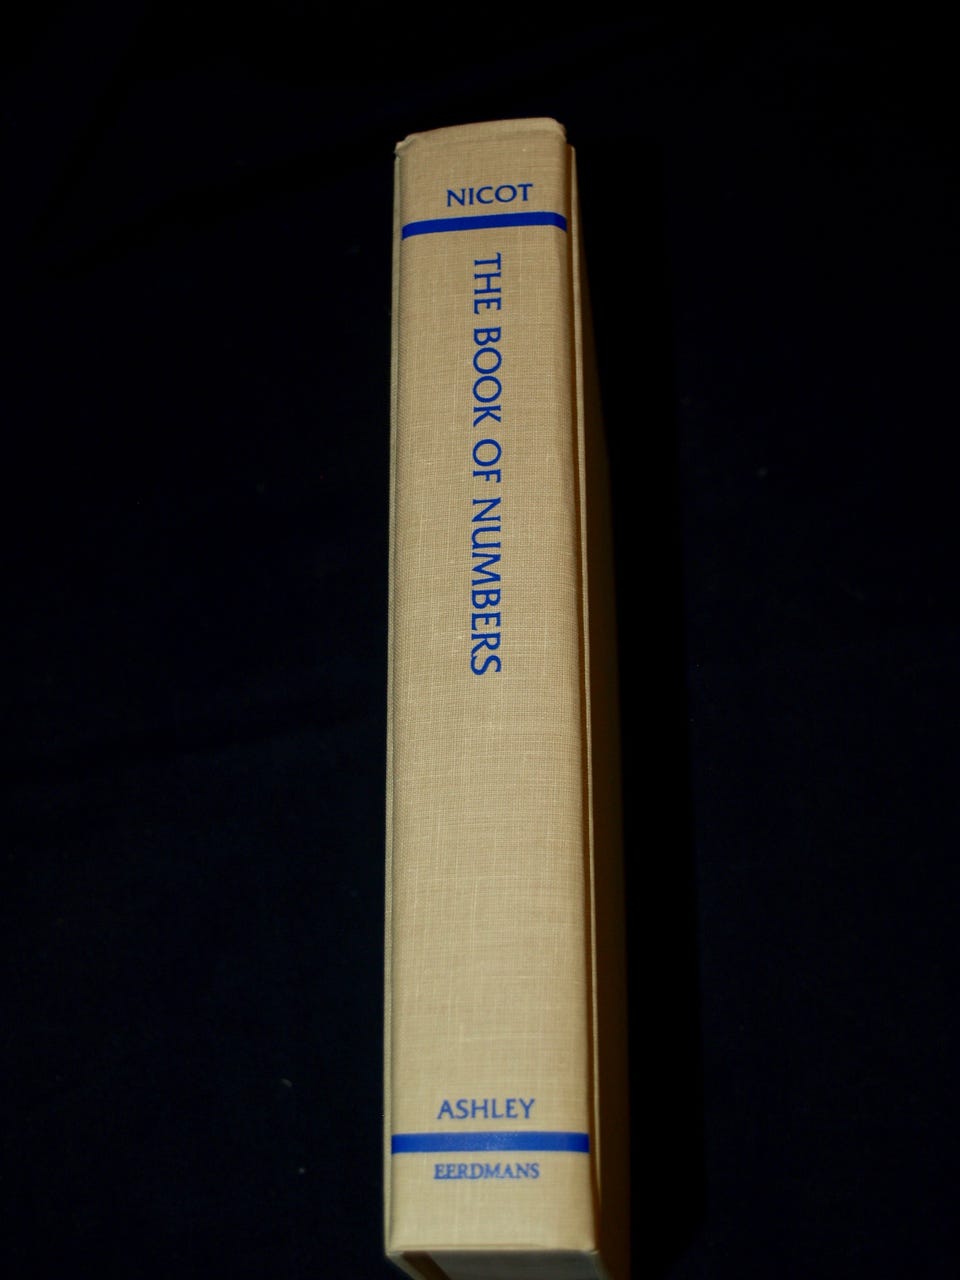 NICOT
THE BOOK OF NUMBERS
ASHLEY
EERDMANS